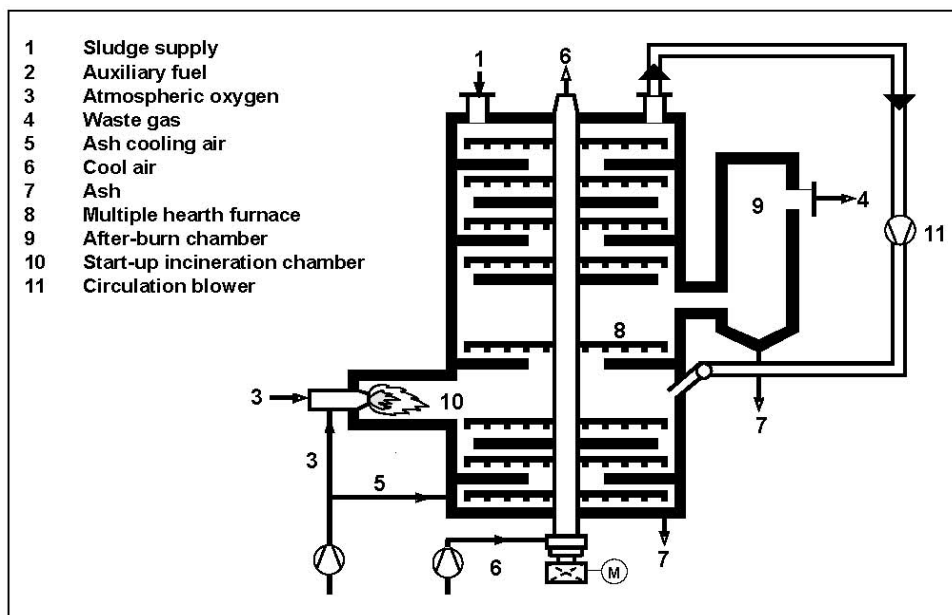 1 Sludge supply
2 Auxiliary fuel
3 Atmospheric oxygen
4 Waste gas
5 Ash cooling air
6 Cool air
7 Ash
8 Multiple hearth furnace
9 After-burn chamber
10 Start-up incineration chamber
11 Circulation blower
1
6
9
4
11
8
3
10
3
5
7
6
M
7